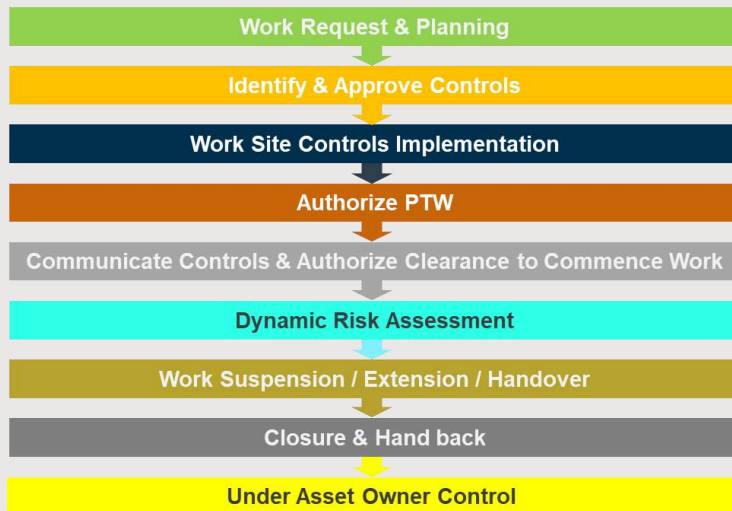 Work Request & Planning
Identify & Approve Controls
Work Site Controls Implementation
Authorize PTW
Communicate Controls & Authorize Clearance to Commence Work
Dynamic Risk Assessment
Work Suspension / Extension / Handover
Closure & Hand back
Under Asset Owner Control